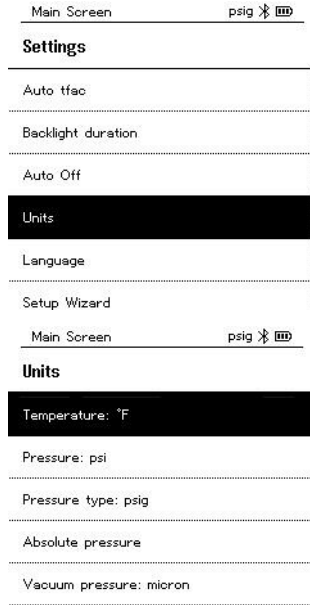 Main Screen psig
Settings
Auto tfac
Backlight duration
Auto Off
Units
Language
Setup Wizard
Main Screen psig
Units
Temperature: °F
Pressure: psi
Pressure type: psig
Absolute pressure
Vacuum pressure: micron